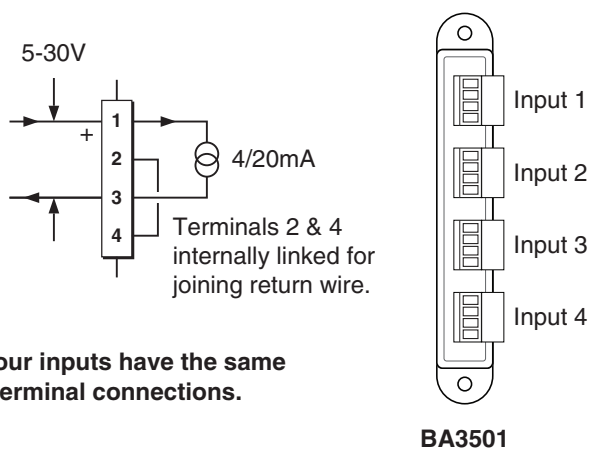 5-30V
+
1
2
3
4
4/20mA
Terminals 2 & 4
internally linked for
joining return wire.
our inputs have the same
erminal connections.
Input 1
Input 2
Input 3
Input 4
BA3501